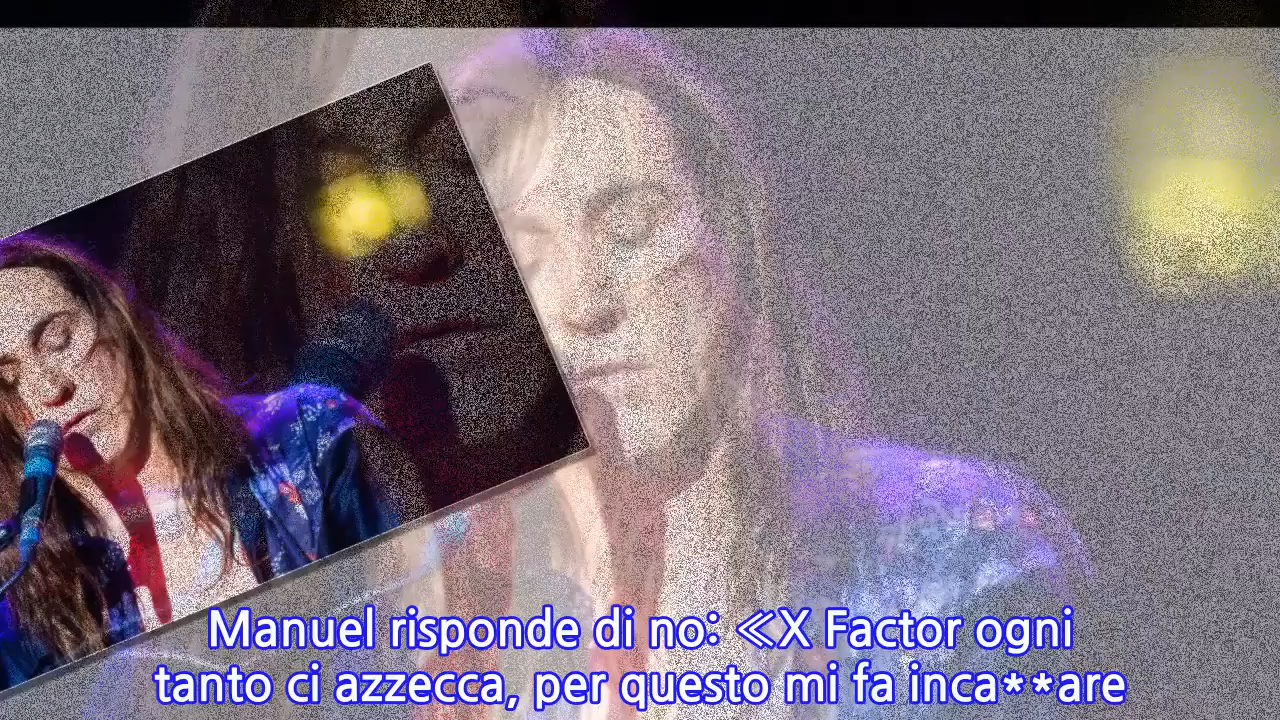 Manuel risponde di no: ≪X Factor ogni
tanto ci azzecca, per questo mi fa inca**are